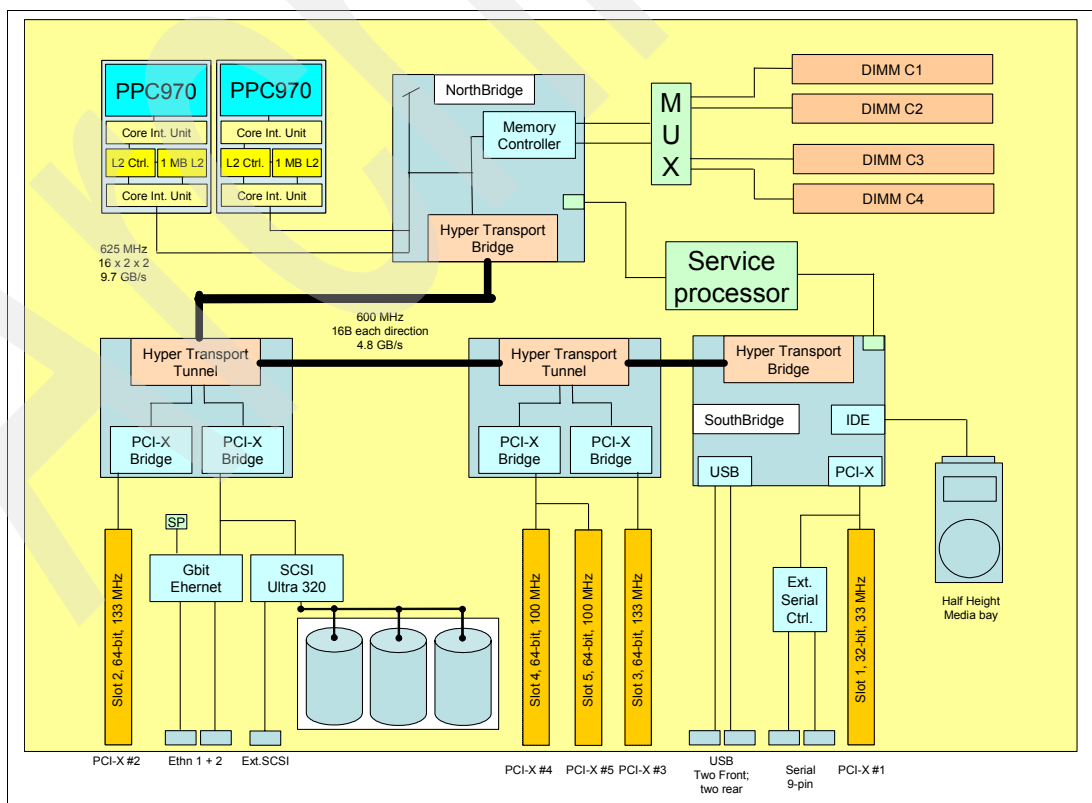 PPC970
PPC970
Core Int. Unit
Core Int. Unit
L2 Ctrl.
1 MB L2
L2 Ctrl.
1 MB L2
Core Int. Unit
Core Int. Unit
625 MHz
16 x 2 x 2
9.7 GB/s
NorthBridge
Memory
Controller
Hyper Transport
Bridge
M
U
X
DIMM C1
DIMM C2
DIMM C3
DIMM C4
Service
processor
600 MHz
16B each direction
4.8 GB/s
Hyper Transport
Tunnel
PCI-X
Bridge
PCI-X
Bridge
Hyper Transport
Tunnel
PCI-X
Bridge
PCI-X
Bridge
Hyper Transport
Bridge
SouthBridge
IDE
USB
PCI-X
Slot 2, 64-bit, 133 MHz
SP
Gbit
Ehernet
SCSI
Ultra 320
Slot 4, 64-bit, 100 MHz
Slot 5, 64-bit, 100 MHz
Slot 3, 64-bit, 133 MHz
Ext.
Serial
Ctrl.
Slot 1, 32-bit, 33 MHz
Half Height
Media bay
PCI-X #2
Ethn 1 + 2
Ext.SCSI
PCI-X #4
PCI-X #5
PCI-X #3
USB
Two Front;
two rear
Serial
9-pin
PCI-X #1